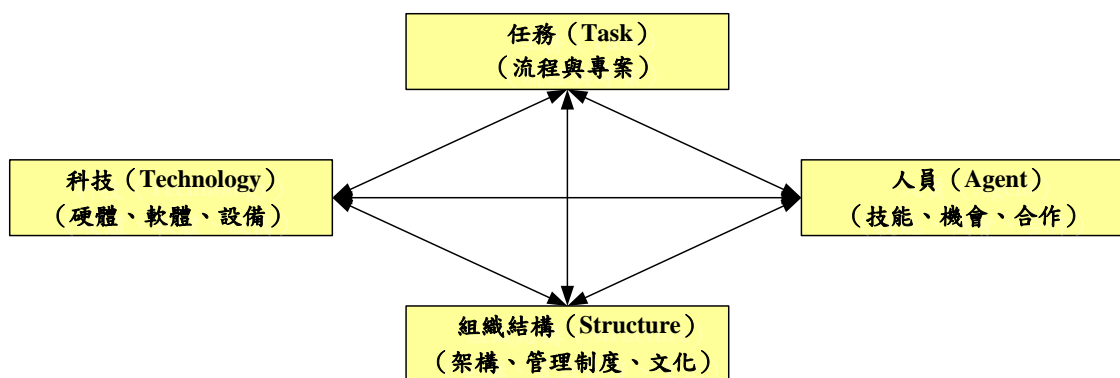 任務（Task）
（流程與專案）
科技（Technology）
（硬體、軟體、設備）
人員（Agent）
（技能、機會、合作）
組織結構（Structure）
（架構、管理制度、文化）